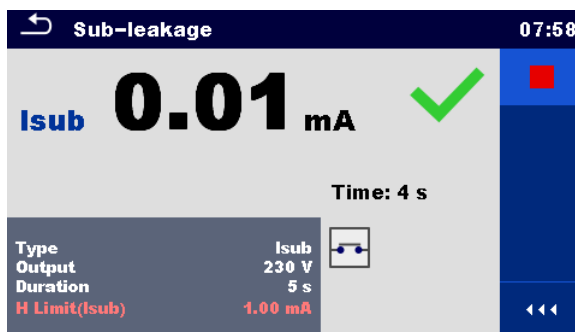 Sub-leakage 07:58
Isub 0.01 mA
Time: 4 s
Type Isub
Output 230 V
Duration 5 s
H Limit(Isub) 1.00 mA